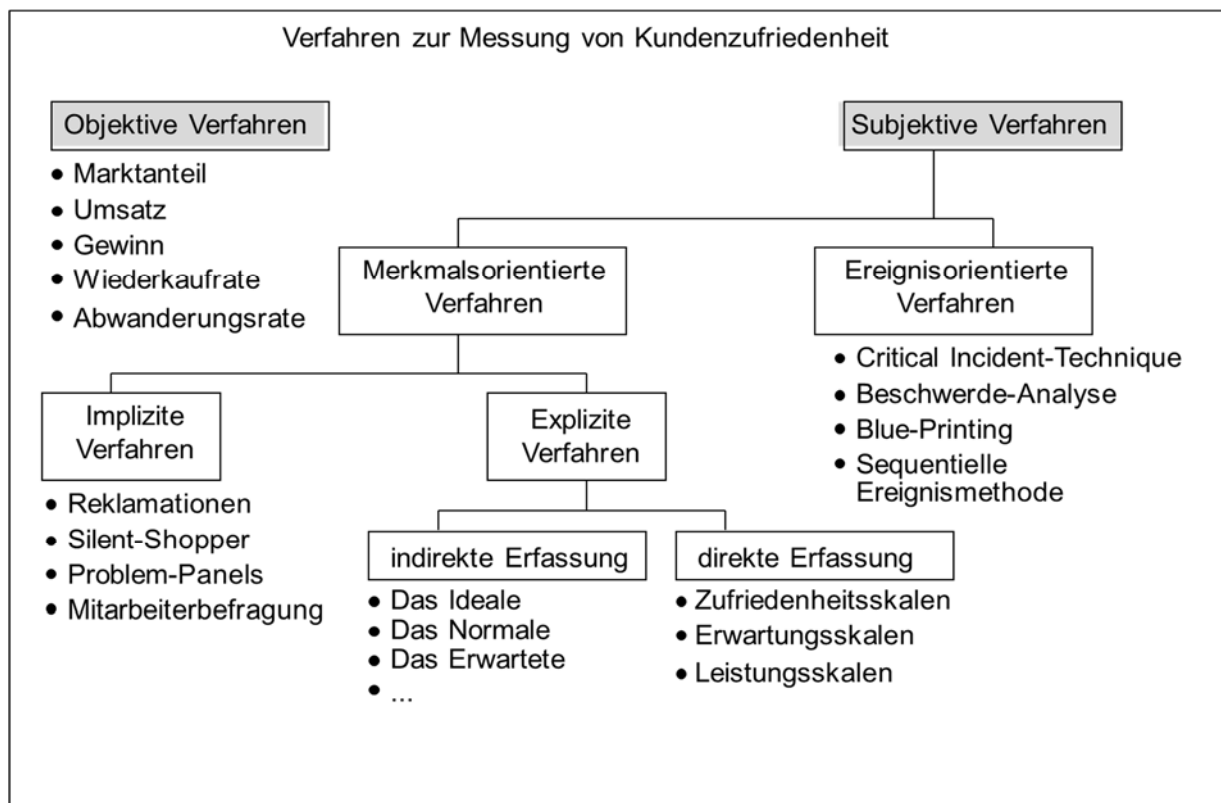 Verfahren zur Messung von Kundenzufriedenheit
Objektive Verfahren
• Marktanteil
• Umsatz
• Gewinn
• Wiederkaufrate
• Abwanderungsrate
Subjektive Verfahren
Merkmalsorientierte
Verfahren
Ereignisorientierte
Verfahren
• Critical Incident-Technique
• Beschwerde-Analyse
• Blue-Printing
• Sequentielle
Ereignismethode
Implizite
Verfahren
• Reklamationen
• Silent-Shopper
• Problem-Panels
• Mitarbeiterbefragung
Explizite
Verfahren
indirekte Erfassung
• Das Ideale
• Das Normale
• Das Erwartete
• ...
direkte Erfassung
• Zufriedenheitsskalen
• Erwartungsskalen
• Leistungsskalen